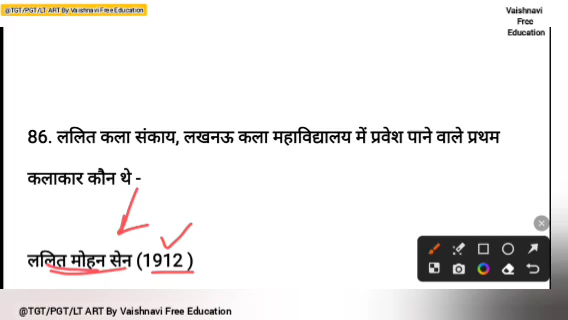 @TGT/PGT/LT ART By Vaishnavi Free Education
Vaishnavi
Free
Education
86. ललित कला संकाय, लखनऊ कला महाविद्यालय में प्रवेश पाने वाले प्रथम
कलाकार कौन थे -
ललित मोहन सेन (1912 )
@TGT/PGT/LT ART By Vaishnavi Free Education